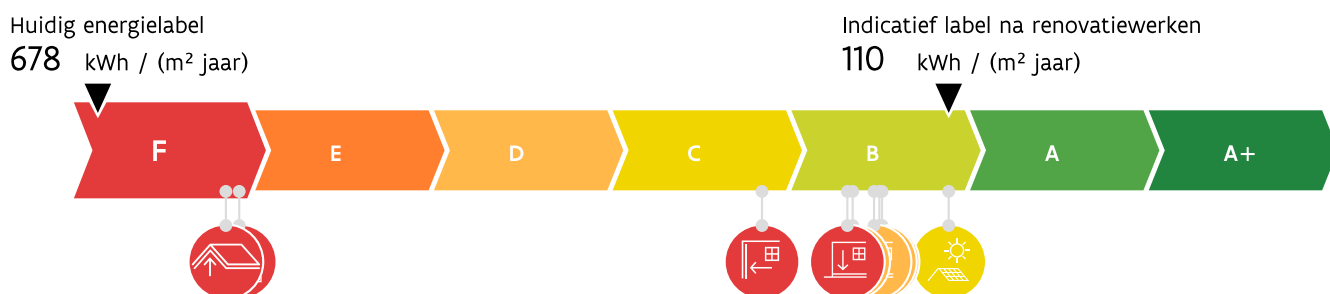 Huidig energielabel
678 kWh / (m² jaar)
Indicatief label na renovatiewerken
110 kWh / (m² jaar)
F E D C B A A+